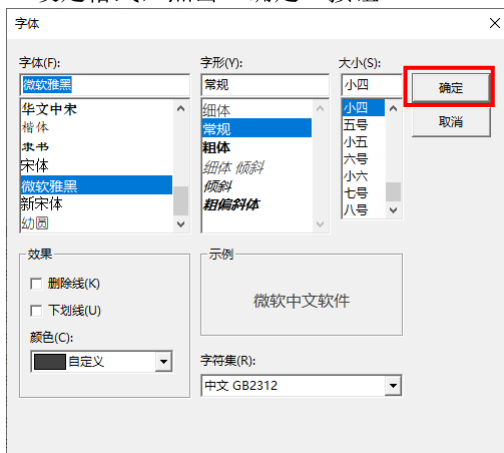 字体
字体(F):
微软雅黑
华文中宋
楷体
隶书
宋体
微软雅黑
新宋体
幼圆
字形(Y):
常规
细体
常规
粗体
细体 倾斜
倾斜
粗偏斜体
大小(S):
小四
小四
五号
小五
六号
小六
七号
八号
确定
取消
效果
删除线(K)
下划线(U)
颜色(C):
自定义
示例
微软中文软件
字符集(R):
中文 GB2312